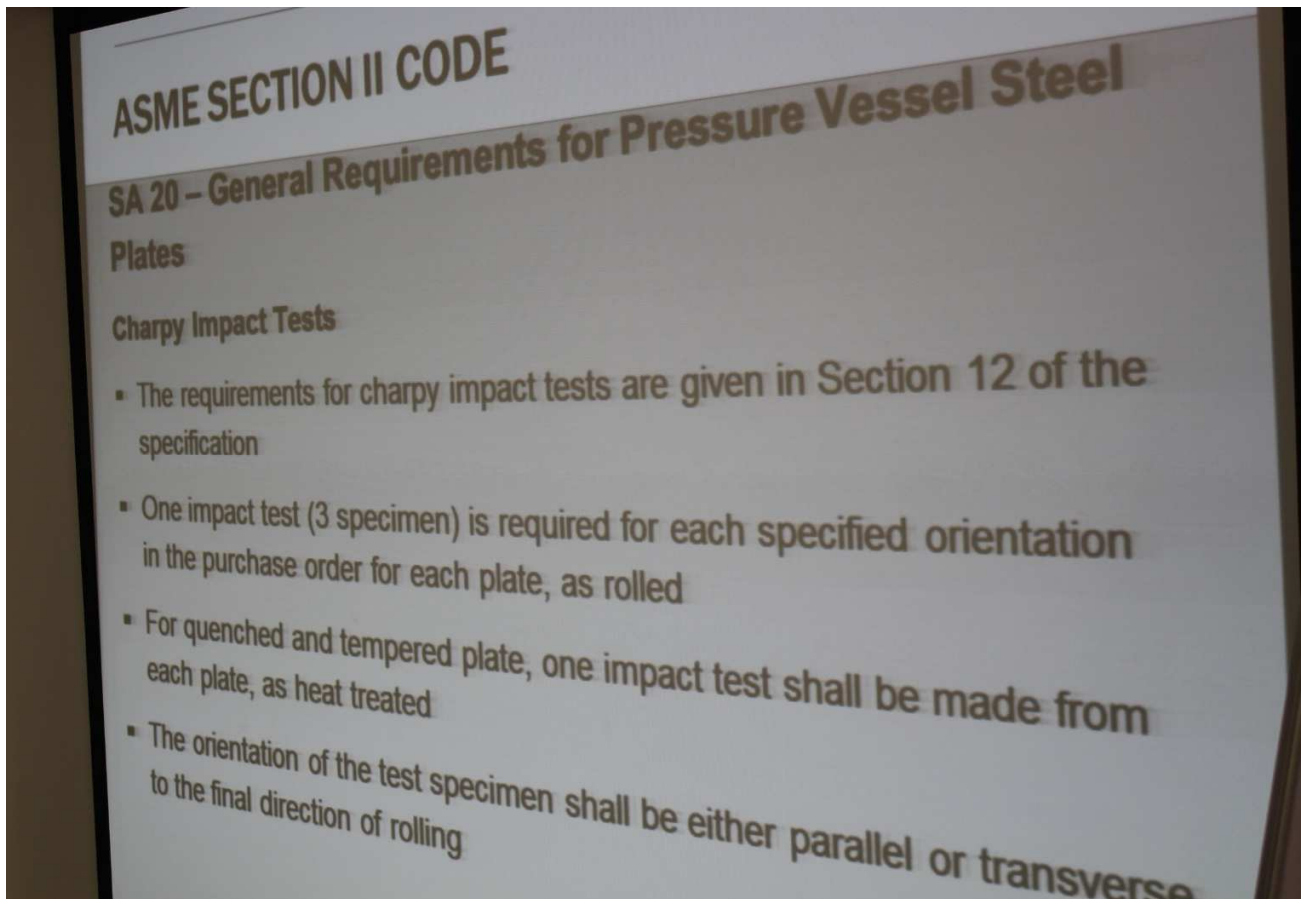 ASME SECTION II CODE
SA 20 – General Requirements for Pressure Vessel Steel
Plates
Charpy Impact Tests
▪ The requirements for charpy impact tests are given in Section 12 of the
specification
▪ One impact test (3 specimen) is required for each specified orientation
in the purchase order for each plate, as rolled
▪ For quenched and tempered plate, one impact test shall be made from
each plate, as heat treated
▪ The orientation of the test specimen shall be either parallel or transverse
to the final direction of rolling